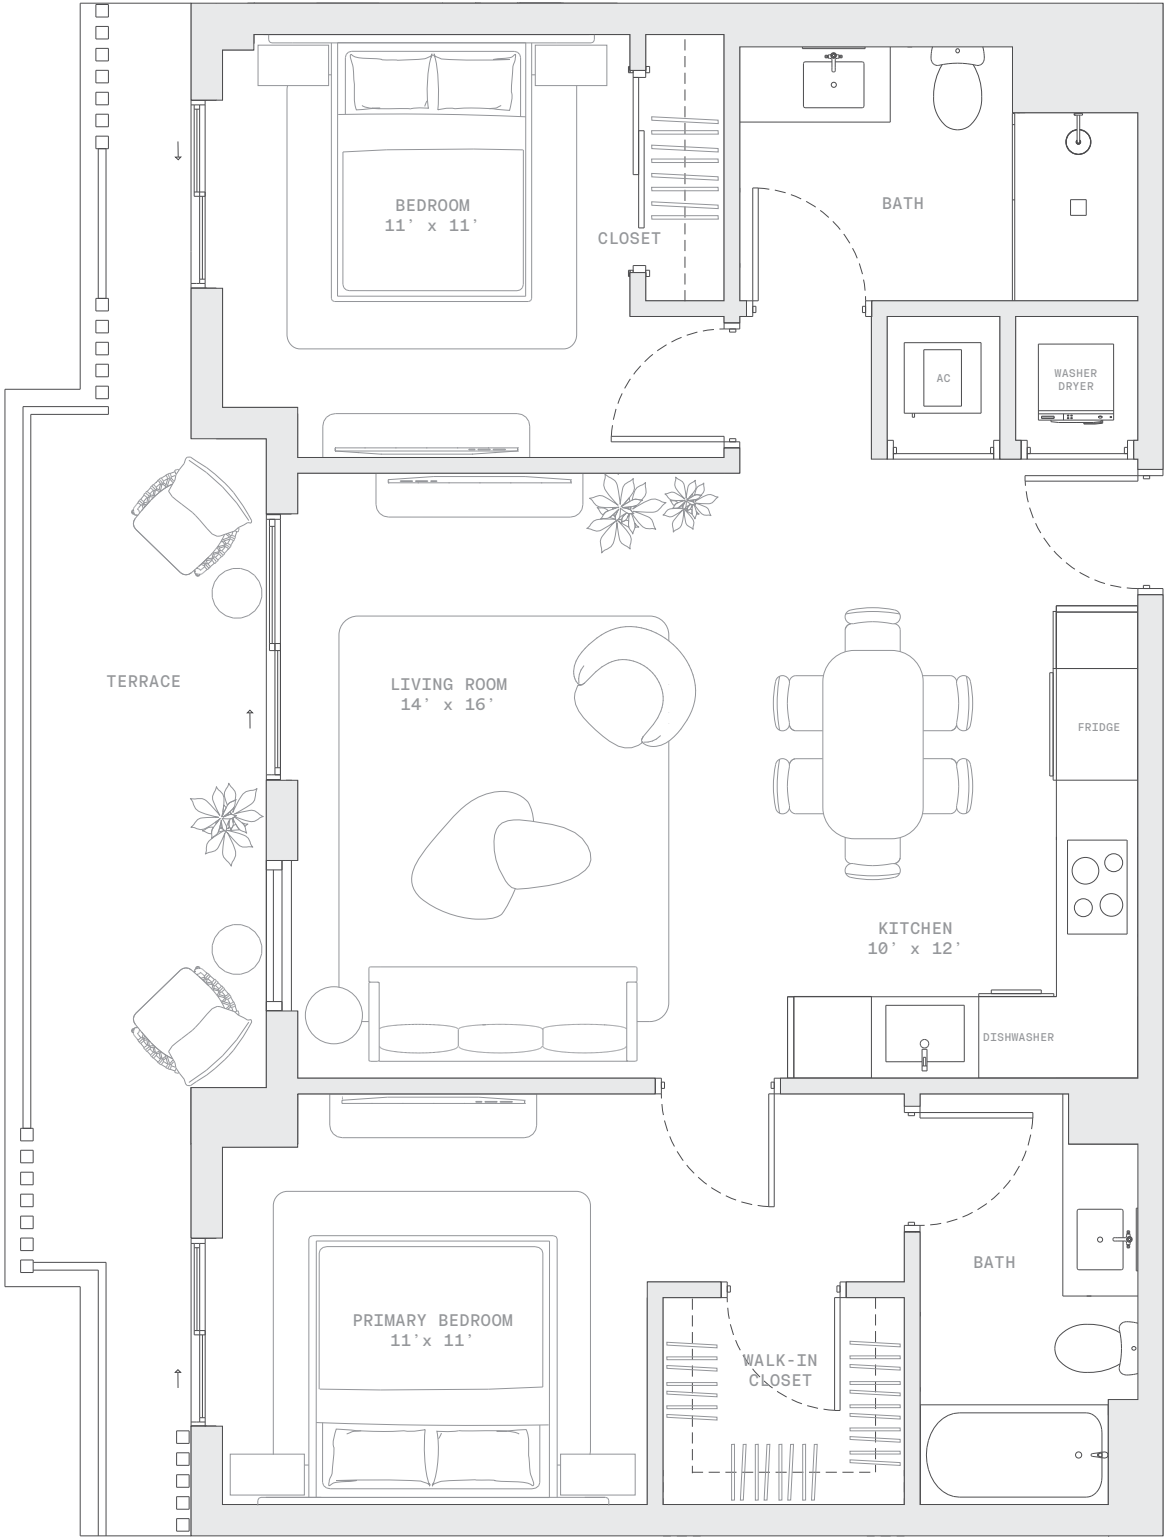 BEDROOM
11' x 11'
CLOSET
BATH
AC
WASHER
DRYER
TERRACE
LIVING ROOM
14' x 16'
FRIDGE
KITCHEN
10' x 12'
DISHWASHER
BATH
PRIMARY BEDROOM
11'x 11'
WALK-IN
CLOSET